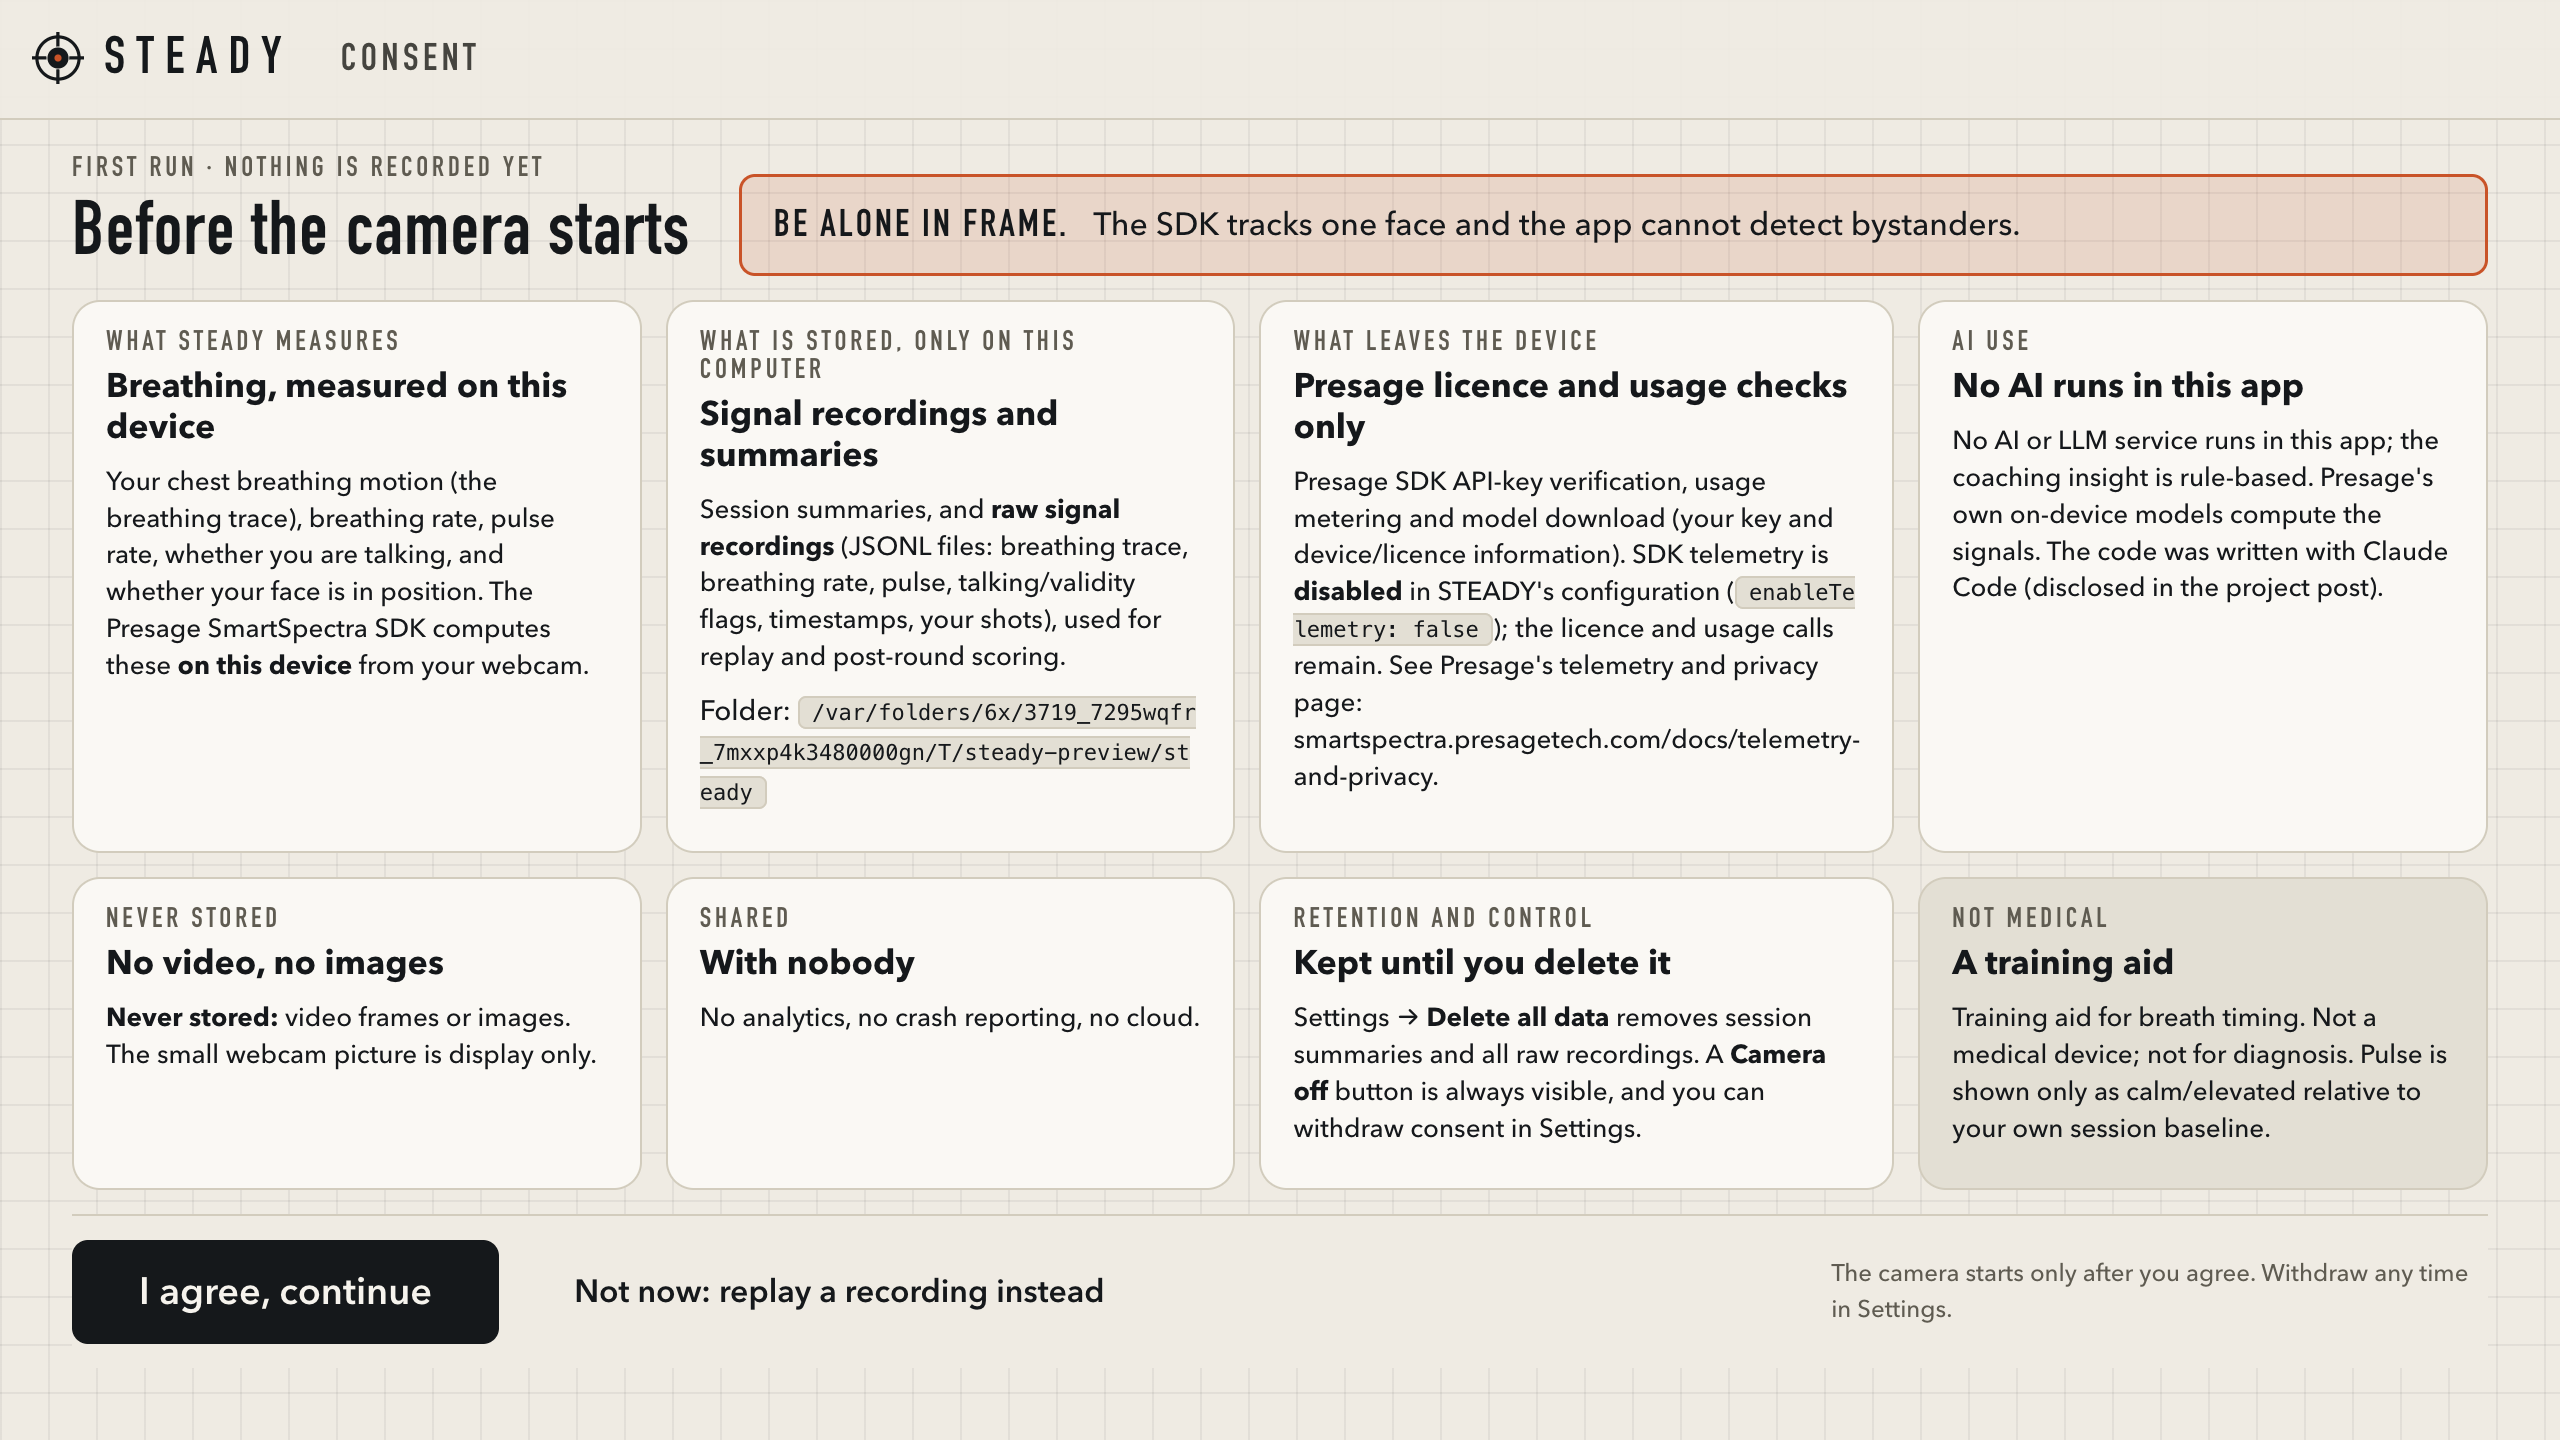 STEADY
CONSENT
FIRST RUN · NOTHING IS RECORDED YET
Before the camera starts
BE ALONE IN FRAME. The SDK tracks one face and the app cannot detect bystanders.
WHAT STEADY MEASURES
Breathing, measured on this
device
Your chest breathing motion (the
breathing trace), breathing rate, pulse
rate, whether you are talking, and
whether your face is in position. The
Presage SmartSpectra SDK computes
these on this device from your webcam.
WHAT IS STORED, ONLY ON THIS
COMPUTER
Signal recordings and
summaries
Session summaries, and raw signal
recordings (JSONL files: breathing trace,
breathing rate, pulse, talking/validity
flags, timestamps, your shots), used for
replay and post-round scoring.
Folder: /var/folders/6x/3719_7295wqfr
_7mxxp4k3480000gn/T/steady-preview/st
eady
WHAT LEAVES THE DEVICE
Presage licence and usage checks
only
Presage SDK API-key verification, usage
metering and model download (your key and
device/licence information). SDK telemetry is
disabled in STEADY's configuration ( enableTe
lemetry: false ); the licence and usage calls
remain. See Presage's telemetry and privacy
page:
smartspectra.presagetech.com/docs/telemetry-
and-privacy.
AI USE
No AI runs in this app
No AI or LLM service runs in this app; the
coaching insight is rule-based. Presage's
own on-device models compute the
signals. The code was written with Claude
Code (disclosed in the project post).
NEVER STORED
No video, no images
Never stored: video frames or images.
The small webcam picture is display only.
SHARED
With nobody
No analytics, no crash reporting, no cloud.
RETENTION AND CONTROL
Kept until you delete it
Settings → Delete all data removes session
summaries and all raw recordings. A Camera
off button is always visible, and you can
withdraw consent in Settings.
NOT MEDICAL
A training aid
Training aid for breath timing. Not a
medical device; not for diagnosis. Pulse is
shown only as calm/elevated relative to
your own session baseline.
I agree, continue
Not now: replay a recording instead
The camera starts only after you agree. Withdraw any time
in Settings.